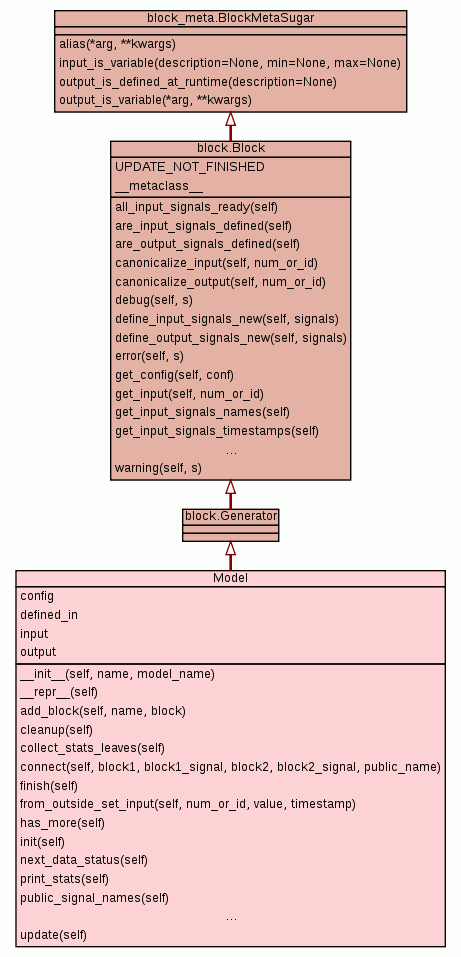 block_meta.BlockMetaSugar
alias(*arg, **kwargs)
input_is_variable(description=None, min=None, max=None)
output_is_defined_at_runtime(description=None)
output_is_variable(*arg, **kwargs)
block.Block
UPDATE_NOT_FINISHED
__metaclass__
all_input_signals_ready(self)
are_input_signals_defined(self)
are_output_signals_defined(self)
canonicalize_input(self, num_or_id)
canonicalize_output(self, num_or_id)
debug(self, s)
define_input_signals_new(self, signals)
define_output_signals_new(self, signals)
error(self, s)
get_config(self, conf)
get_input(self, num_or_id)
get_input_signals_names(self)
get_input_signals_timestamps(self)
...
warning(self, s)
block.Generator
Model
config
defined_in
input
output
__init__(self, name, model_name)
__repr__(self)
add_block(self, name, block)
cleanup(self)
collect_stats_leaves(self)
connect(self, block1, block1_signal, block2, block2_signal, public_name)
finish(self)
from_outside_set_input(self, num_or_id, value, timestamp)
has_more(self)
init(self)
next_data_status(self)
print_stats(self)
public_signal_names(self)
...
update(self)